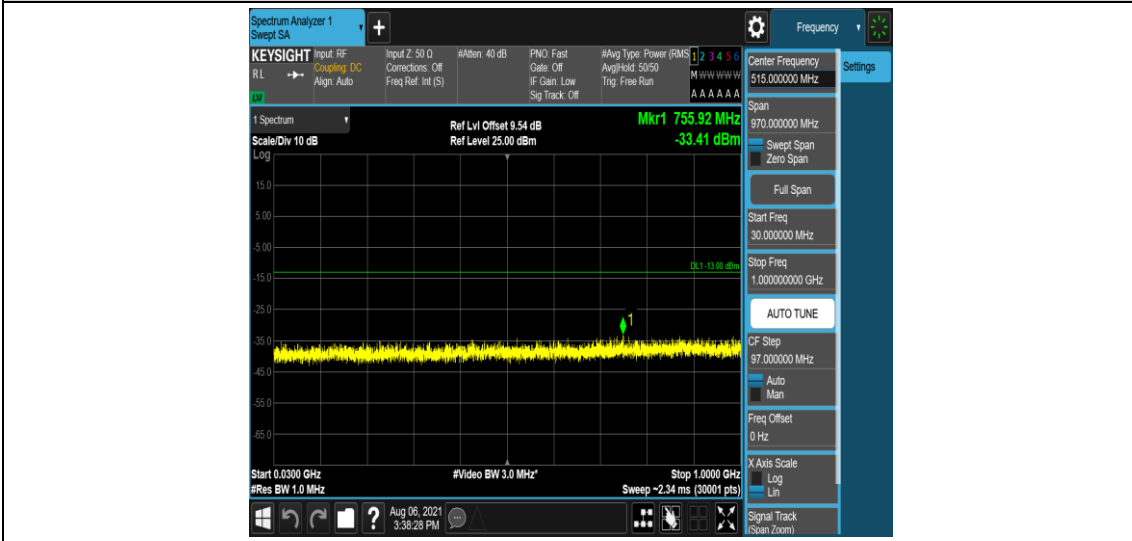 Spectrum Analyzer 1
Swept SA
+
Frequency
KEYSIGHT
RL
Input: RF
Coupling: DC
Align: Auto
Input Z: 50 Ω
Corrections: Off
Freq Ref: Int (S)
#Atten: 40 dB
PNO: Fast
Gate: Off
IF Gain: Low
Sig Track: Off
#Avg Type: Power (RMS
Avg|Hold: 50/50
Trig: Free Run
1 2 3 4 5 6
M W W W W W
A A A A A A
1 Spectrum
Scale/Div 10 dB
Log
Ref Lvl Offset 9.54 dB
Ref Level 25.00 dBm
Mkr1 755.92 MHz
-33.41 dBm
15.0
5.00
-5.00
-15.0
-25.0
-35.0
-45.0
-55.0
-65.0
DL1 -13.00 dBm
1
Start 0.0300 GHz
#Res BW 1.0 MHz
#Video BW 3.0 MHz*
Stop 1.0000 GHz
Sweep ~2.34 ms (30001 pts)
?
Aug 06, 2021
3:38:28 PM
Center Frequency
515.000000 MHz
Settings
Span
970.000000 MHz
Swept Span
Zero Span
Full Span
Start Freq
30.000000 MHz
Stop Freq
1.000000000 GHz
AUTO TUNE
CF Step
97.000000 MHz
Auto
Man
Freq Offset
0 Hz
X Axis Scale
Log
Lin
Signal Track
(Span Zoom)